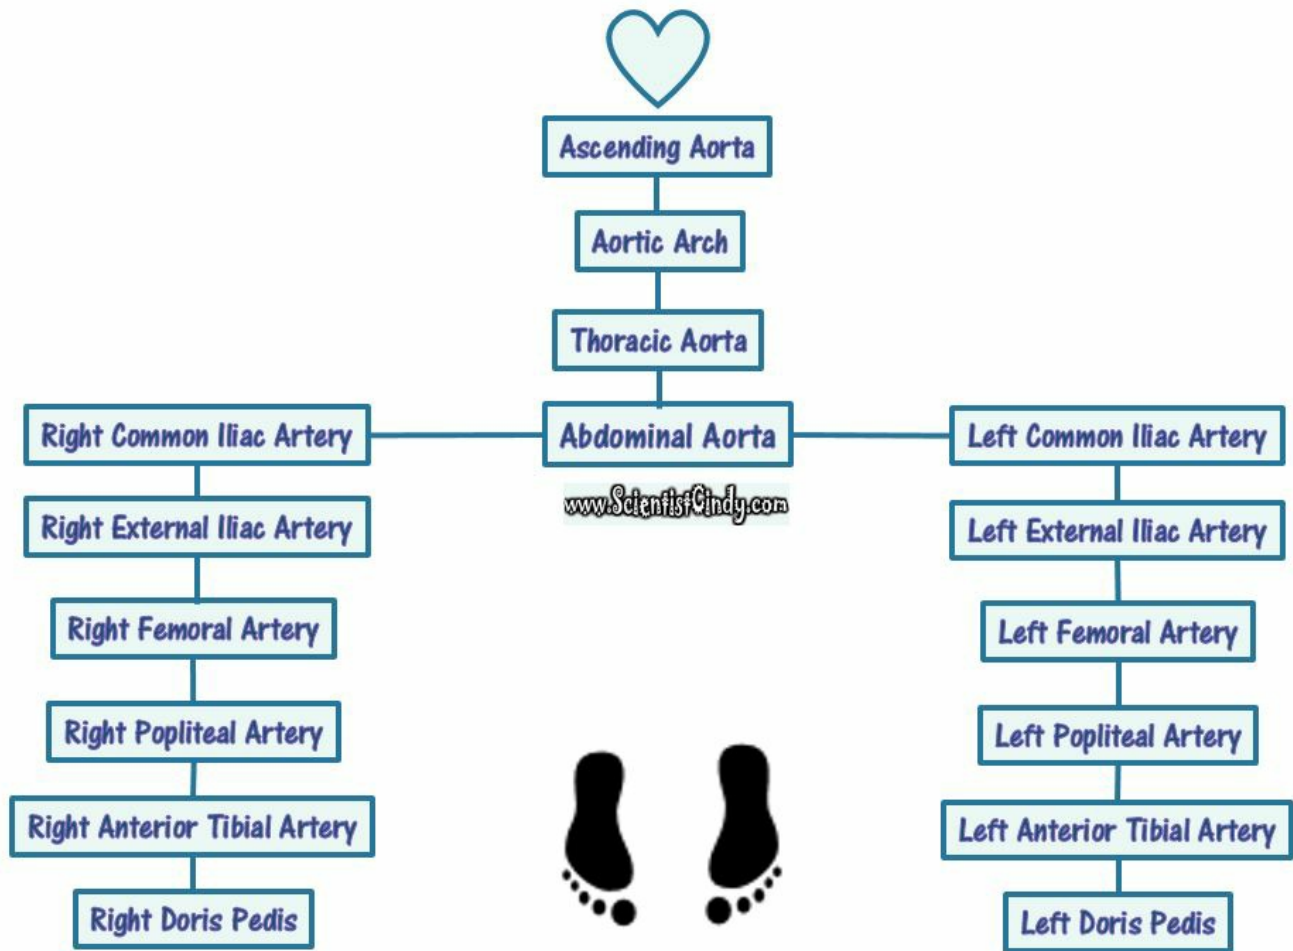 Ascending Aorta
Aortic Arch
Thoracic Aorta
Right Common Iliac Artery
Abdominal Aorta
Left Common Iliac Artery
www.ScientistCindy.com
Right External Iliac Artery
Left External Iliac Artery
Right Femoral Artery
Left Femoral Artery
Right Popliteal Artery
Left Popliteal Artery
Right Anterior Tibial Artery
Left Anterior Tibial Artery
Right Doris Pedis
Left Doris Pedis